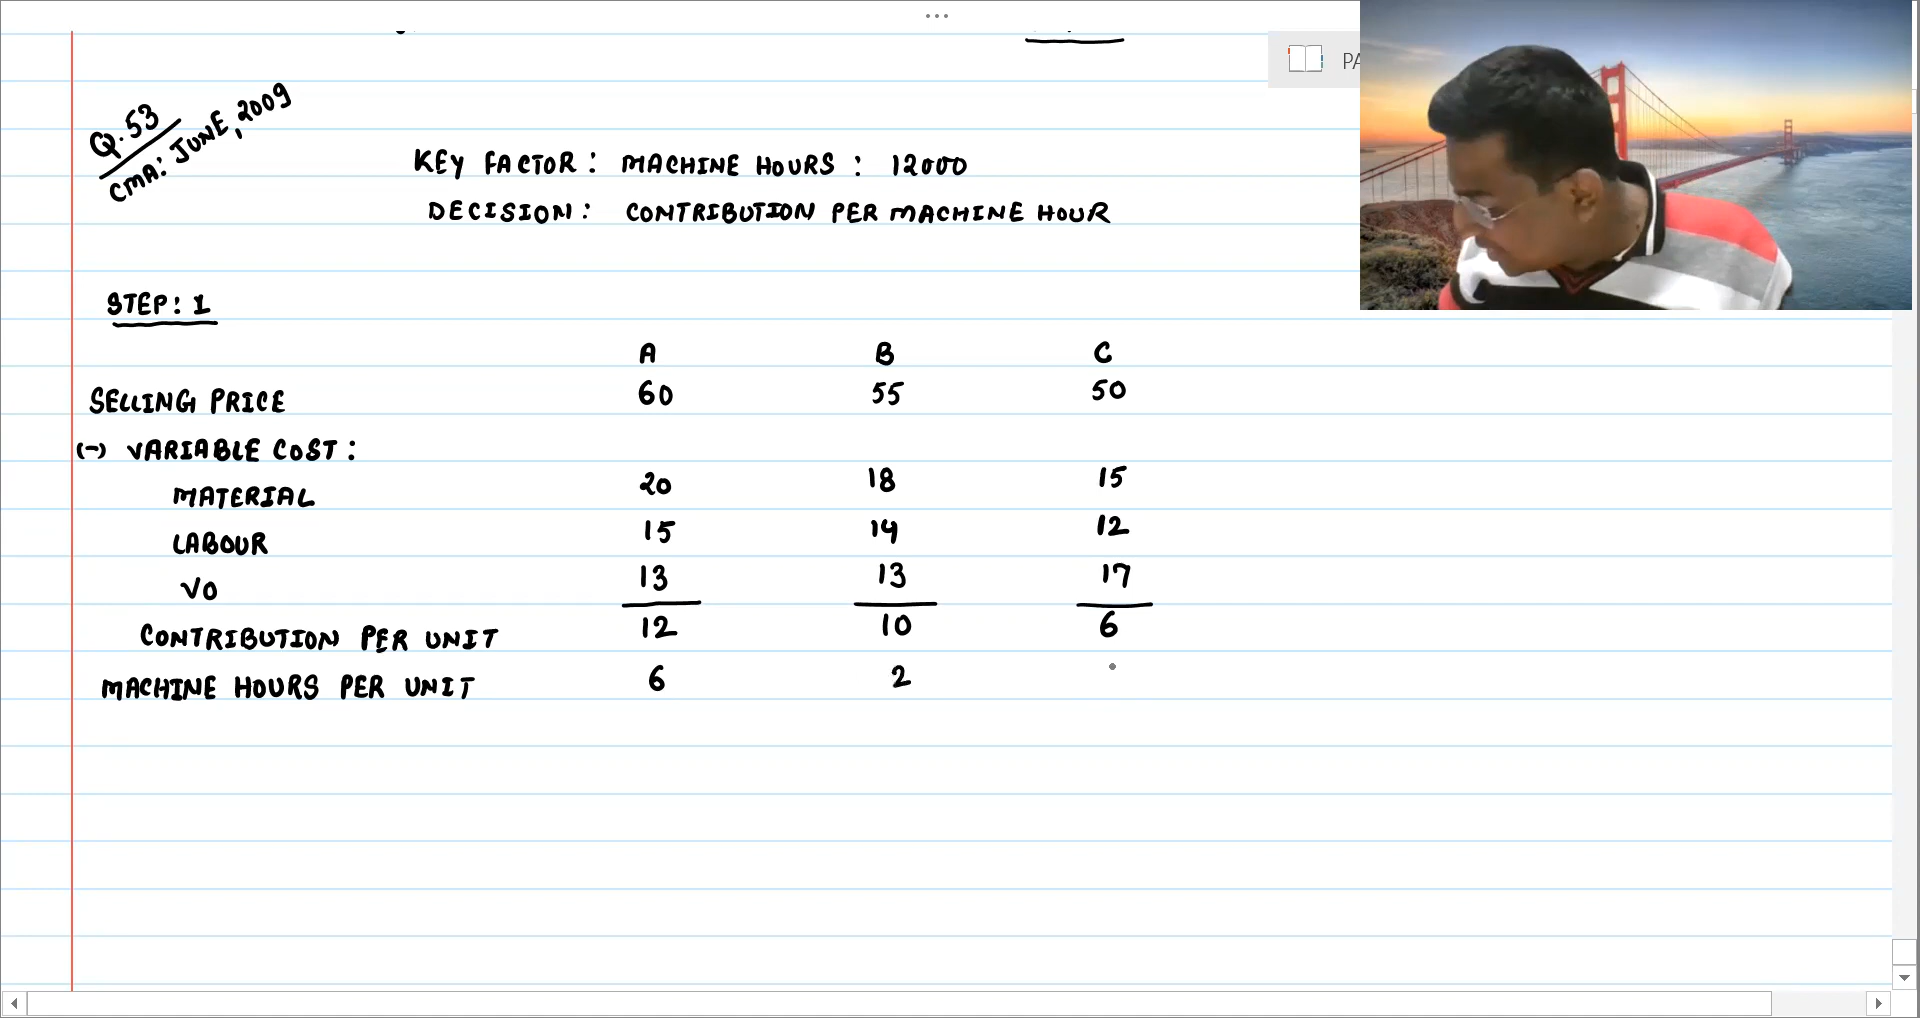 Q.53
CMA: JUNE, 2009
PA
KEY FACTOR: MACHINE HOURS: 12000
DECISION: CONTRIBUTION PER MACHINE HOUR
STEP: 1
A B C
SELLING PRICE 60 55 50
(-) VARIABLE COST:
MATERIAL 20 18 15
LABOUR 15 14 12
VO 13 13 17
CONTRIBUTION PER UNIT 12 10 6
MACHINE HOURS PER UNIT 6 2